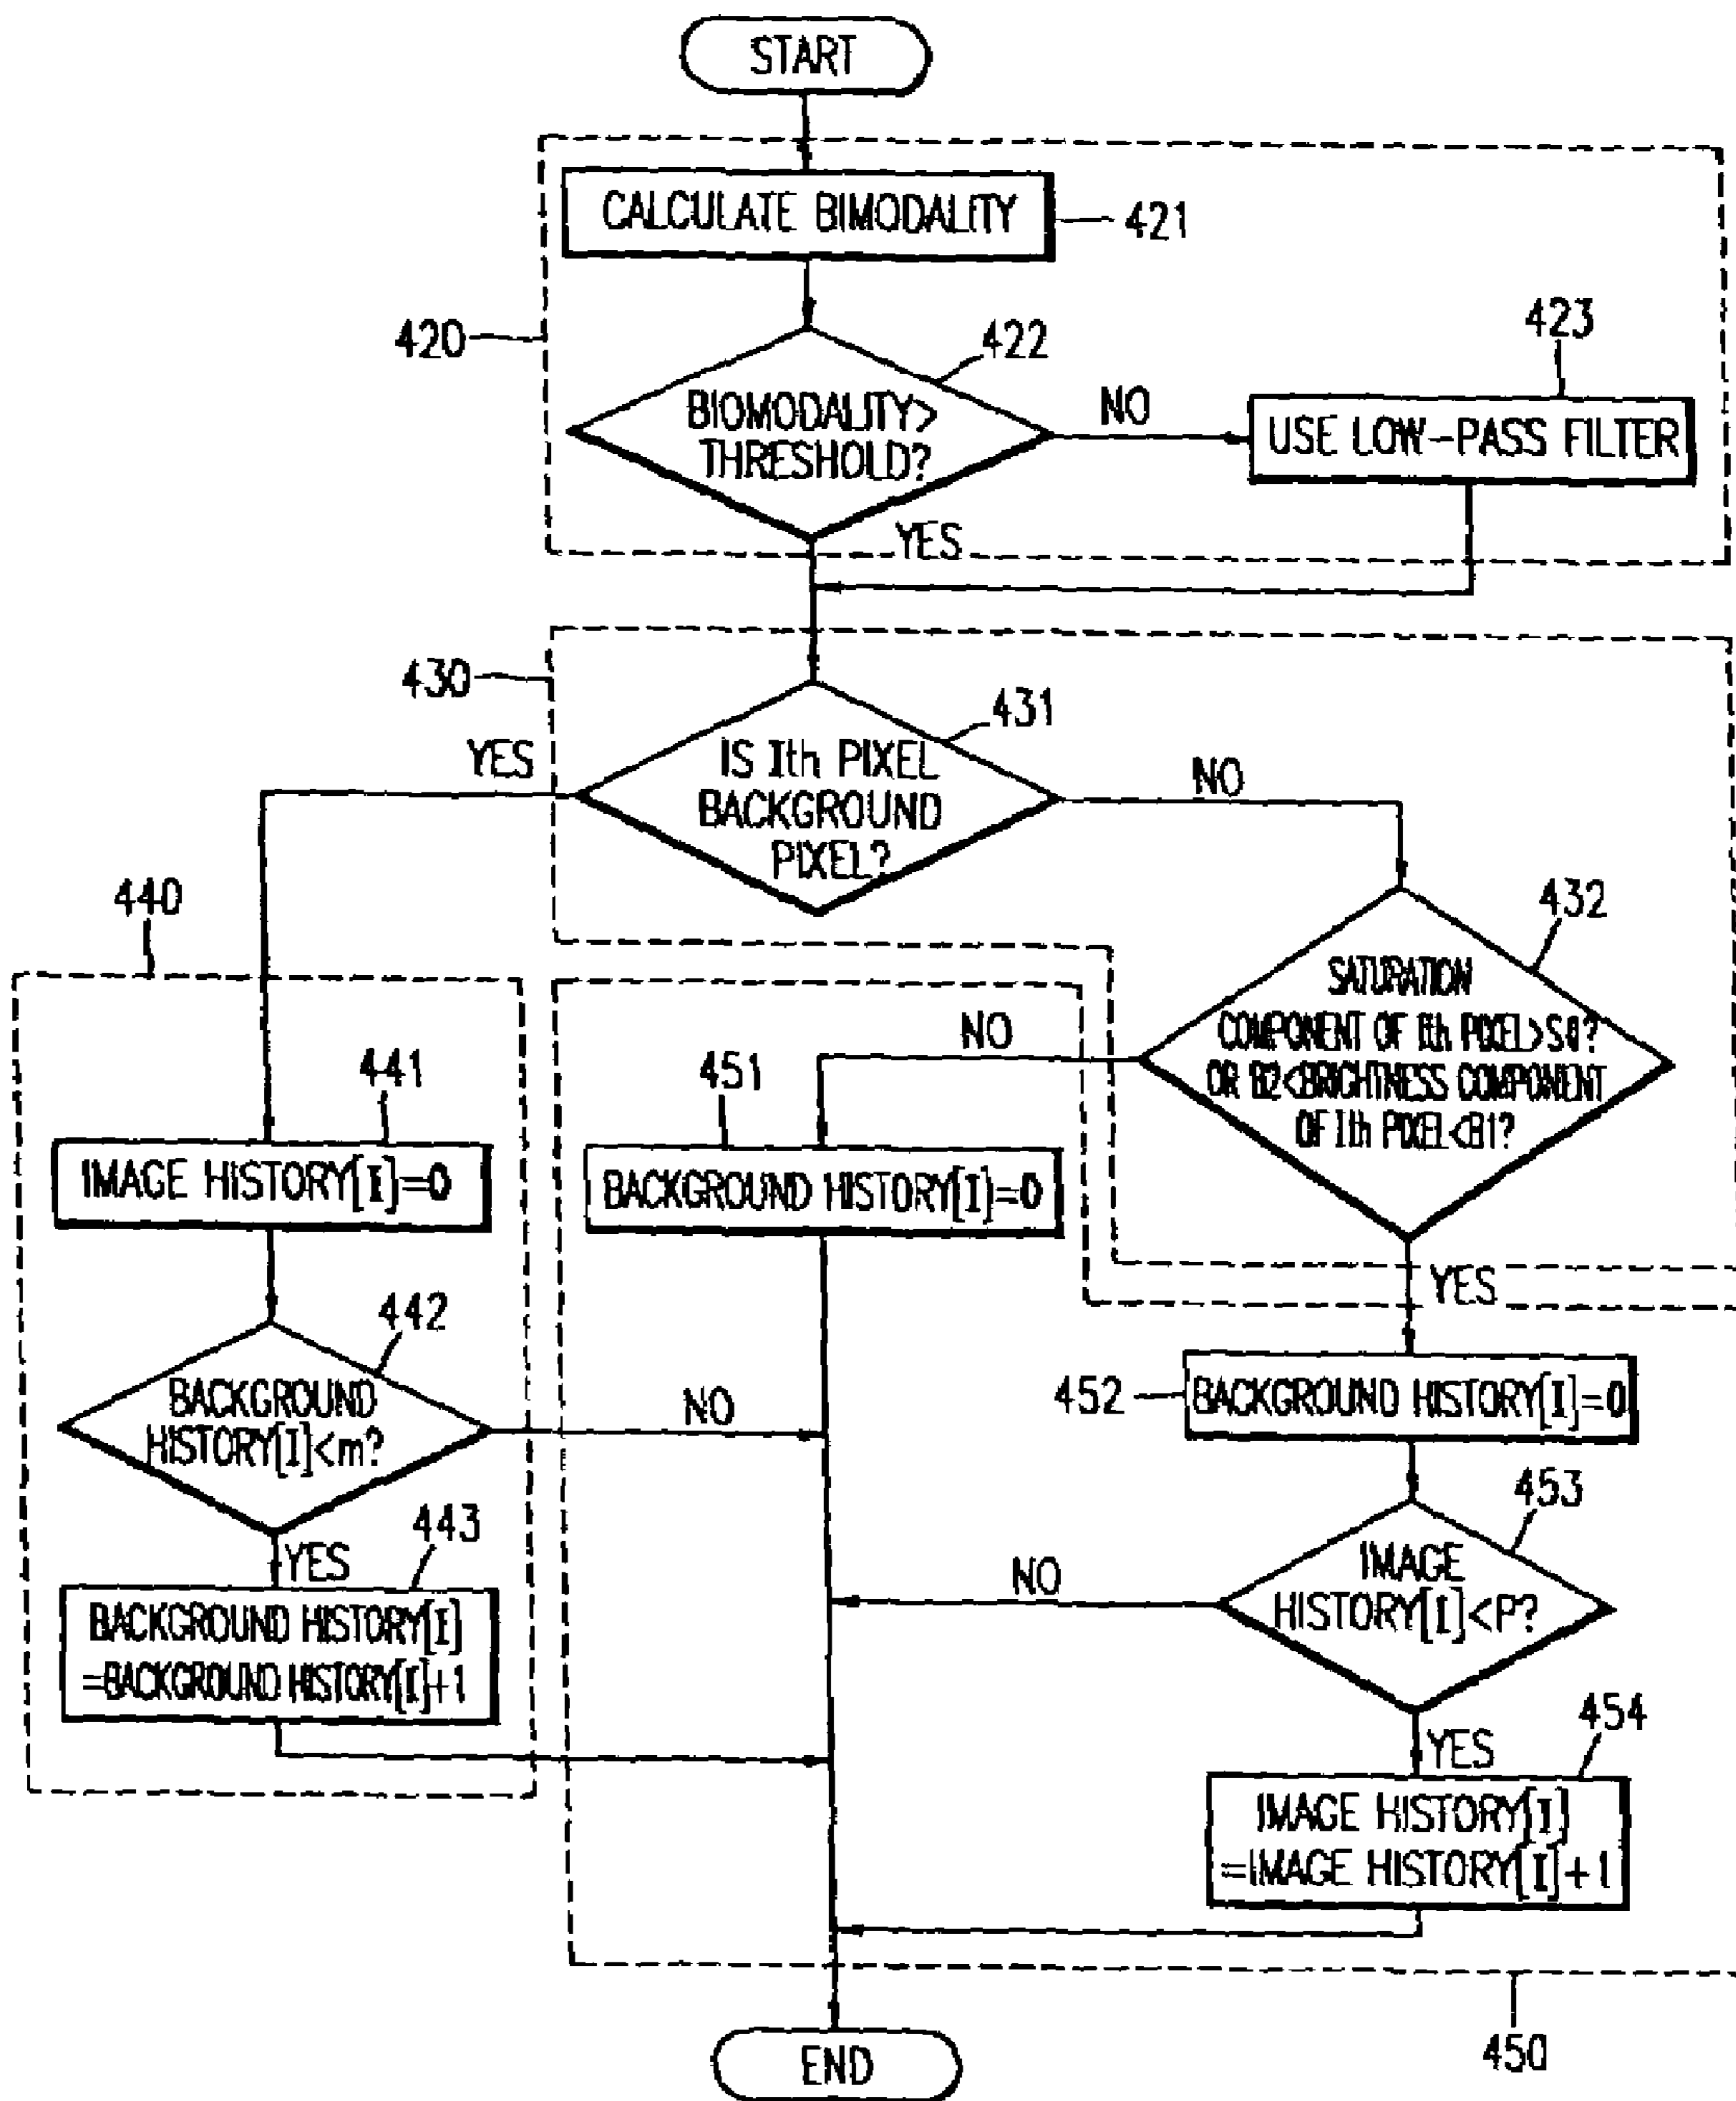 START
CALCULATE BIMODALITY
421
420
422
423
BIOMODALITY>
THRESHOLD?
NO
USE LOW-PASS FILTER
YES
430
431
YES
IS Ith PIXEL
BACKGROUND
PIXEL?
NO
440
432
SATURATION
COMPONENT OF Ith PIXEL>S0?
OR B2<BRIGHTNESS COMPONENT
OF Ith PIXEL<B1?
NO
441
451
IMAGE HISTORY[I]=0
BACKGROUND HISTORY[I]=0
YES
442
BACKGROUND
HISTORY[I]<m?
NO
452
BACKGROUND HISTORY[I]=0
453
443
YES
IMAGE
HISTORY[I]<P?
NO
BACKGROUND HISTORY[I]
=BACKGROUND HISTORY[I]+1
454
YES
IMAGE HISTORY[I]
=IMAGE HISTORY[I]+1
END
450